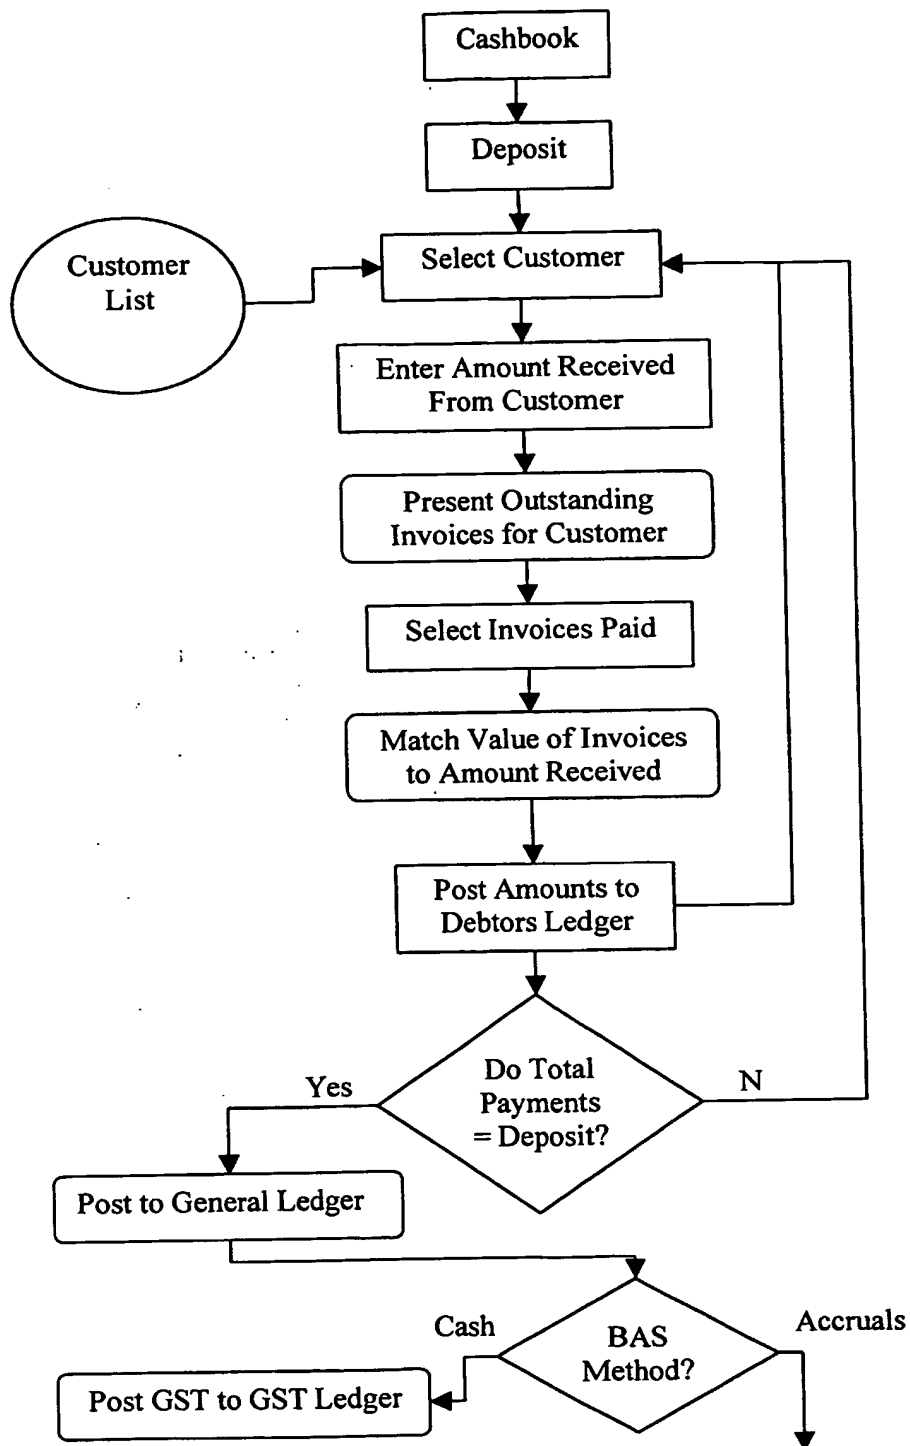 Cashbook
Deposit
Customer
List
Select Customer
Enter Amount Received
From Customer
Present Outstanding
Invoices for Customer
Select Invoices Paid
Match Value of Invoices
to Amount Received
Post Amounts to
Debtors Ledger
Do Total
Payments
= Deposit?
Yes
N
Post to General Ledger
BAS
Method?
Cash
Accruals
Post GST to GST Ledger